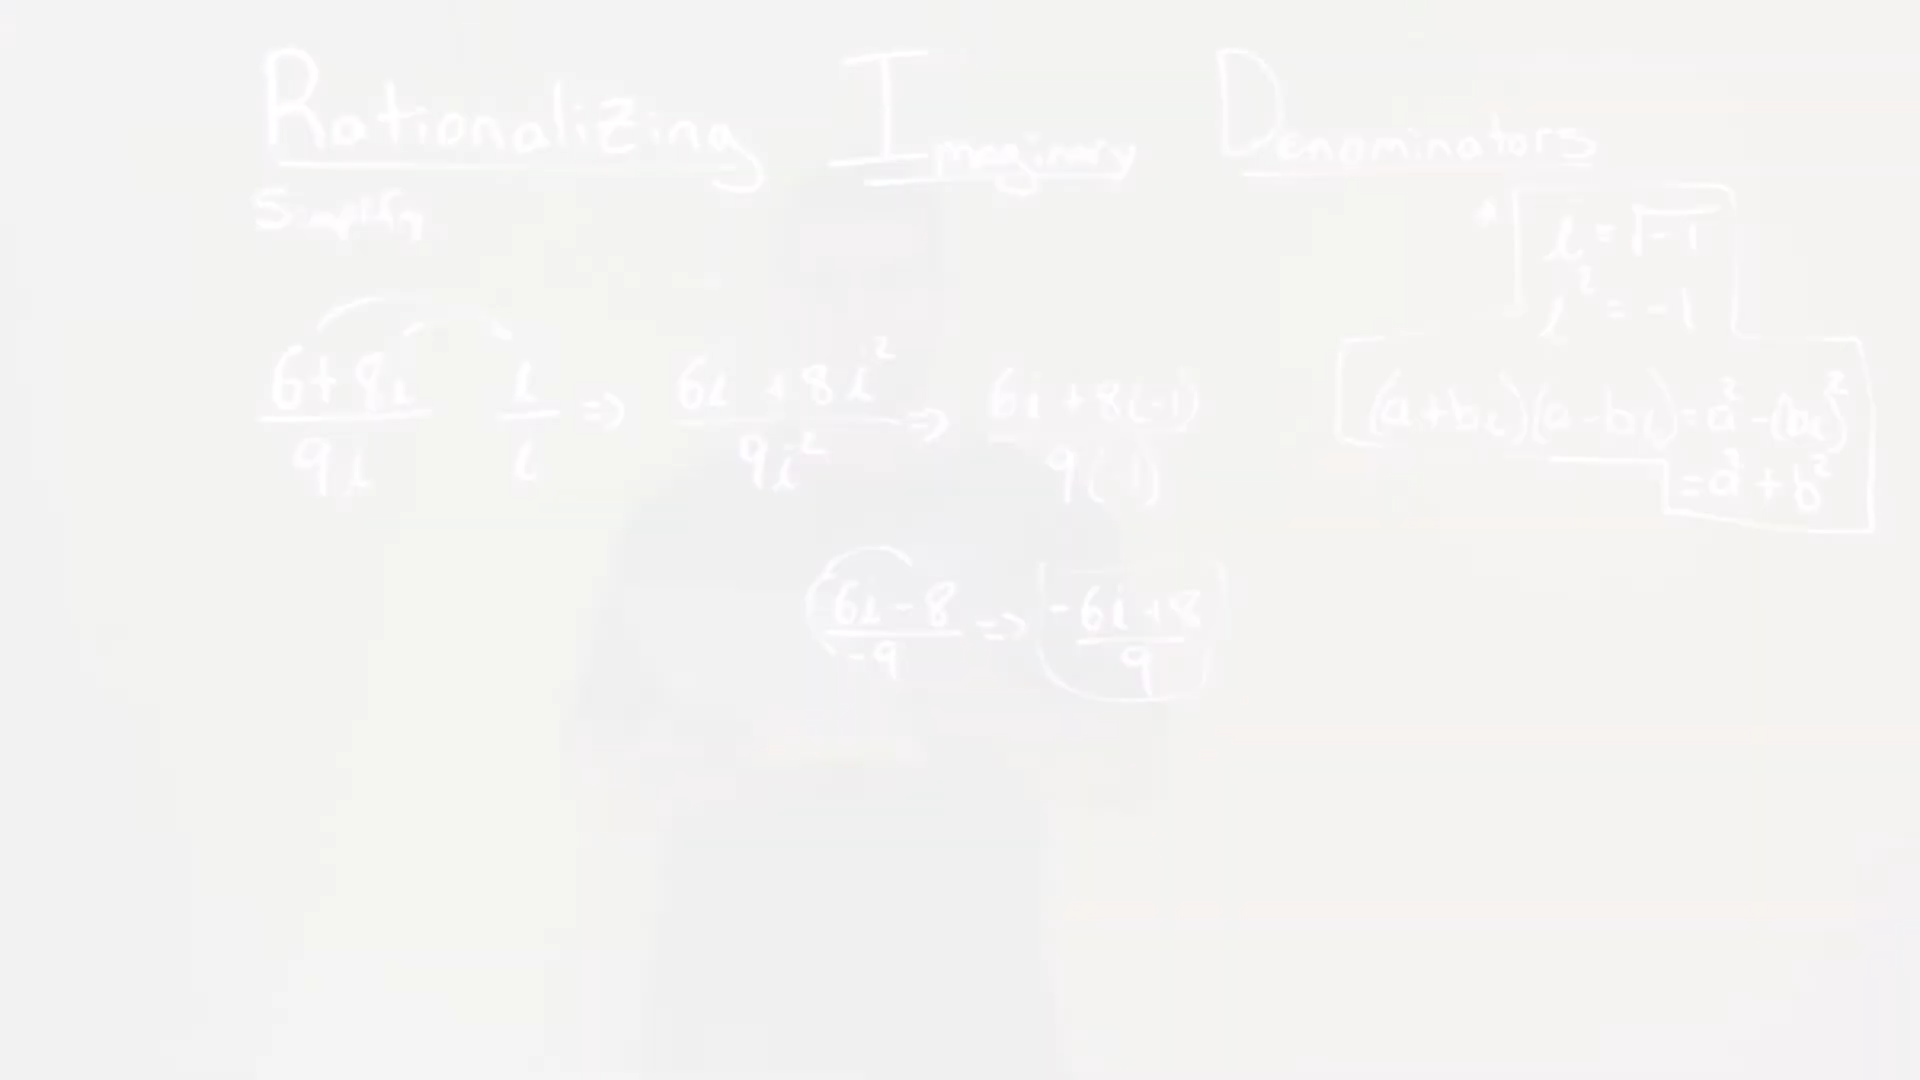 Rationalizing Imaginary Denominators
Simplify
* i = √-1
i² = -1
(6+8i)/(9i) i/i => (6i + 8i²)/(9i²) => (6i + 8(-1))/(9(-1))
(a+bi)(a-bi) = a² - (bi)²
= a² + b²
(6i - 8)/(-9) => (-6i + 8)/9